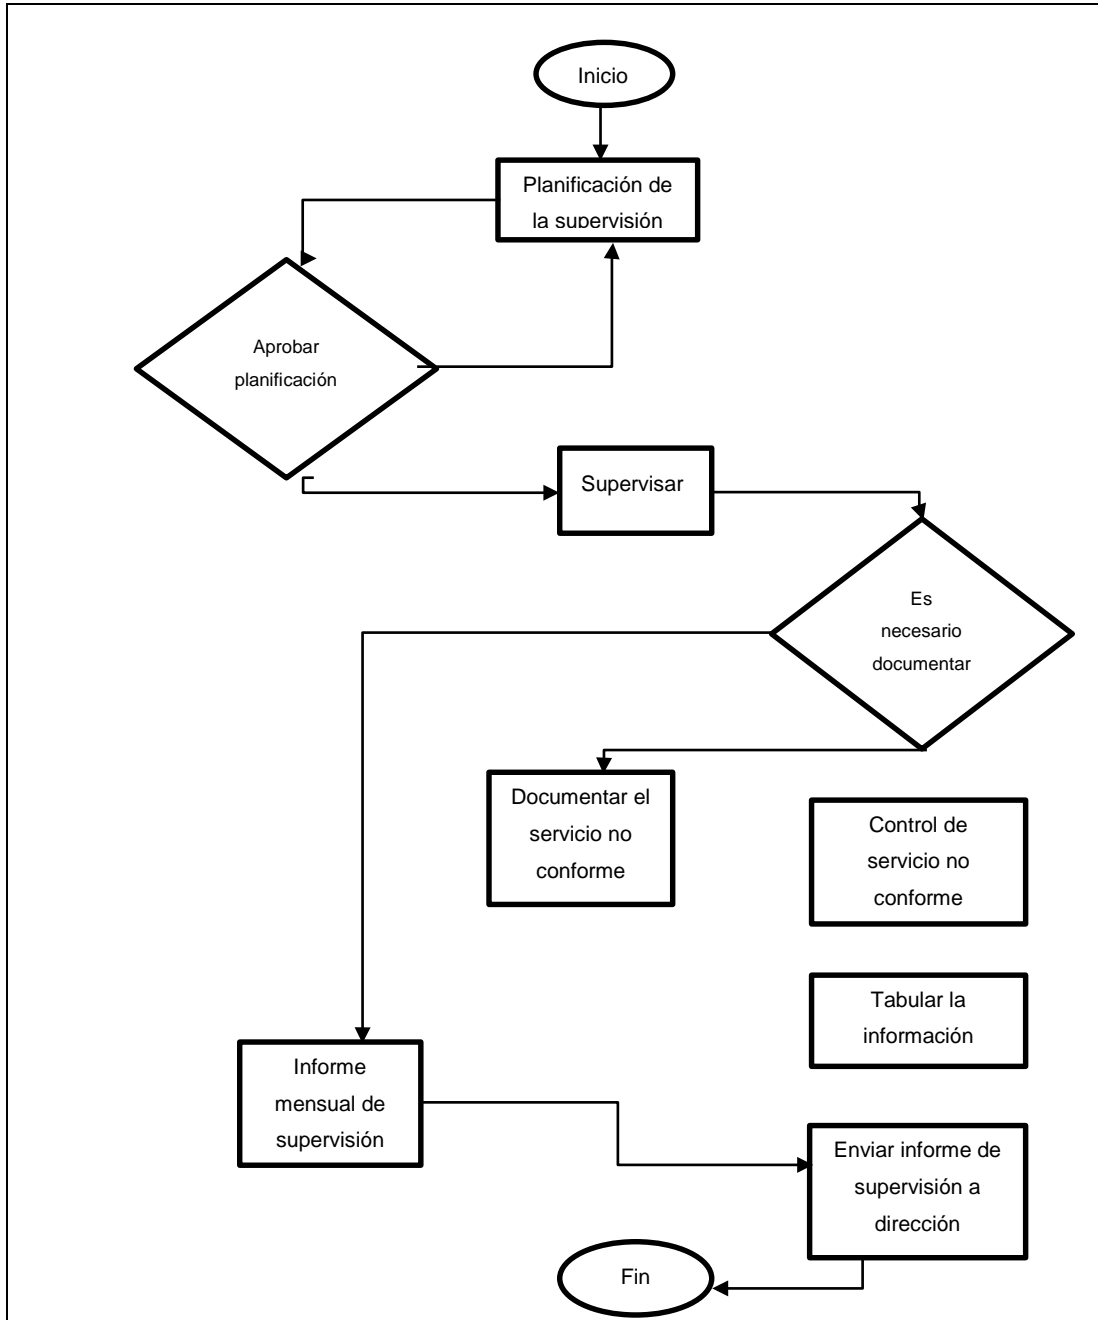 Inicio
Planificación de
la supervisión
Aprobar
planificación
Supervisar
Es
necesario
documentar
Documentar el
servicio no
conforme
Control de
servicio no
conforme
Tabular la
información
Informe
mensual de
supervisión
Enviar informe de
supervisión a
dirección
Fin